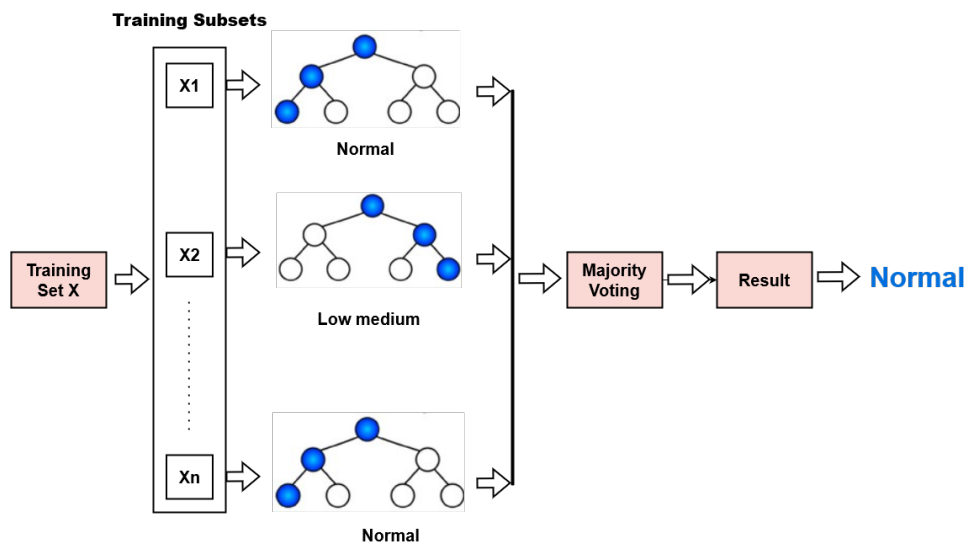 Training Subsets
X1
Normal
X2
Low medium
Training
Set X
Majority
Voting
Result
Normal
Xn
Normal